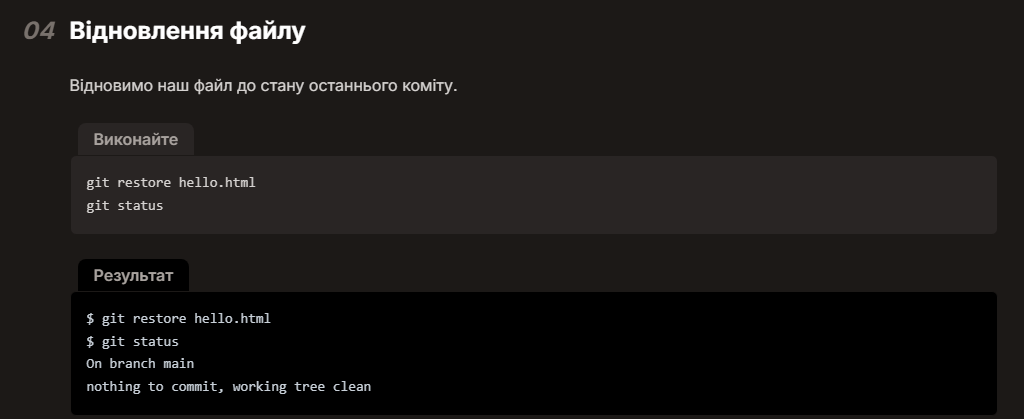 04 Відновлення файлу
Відновимо наш файл до стану останнього коміту.
Виконайте
git restore hello.html
git status
Результат
$ git restore hello.html
$ git status
On branch main
nothing to commit, working tree clean